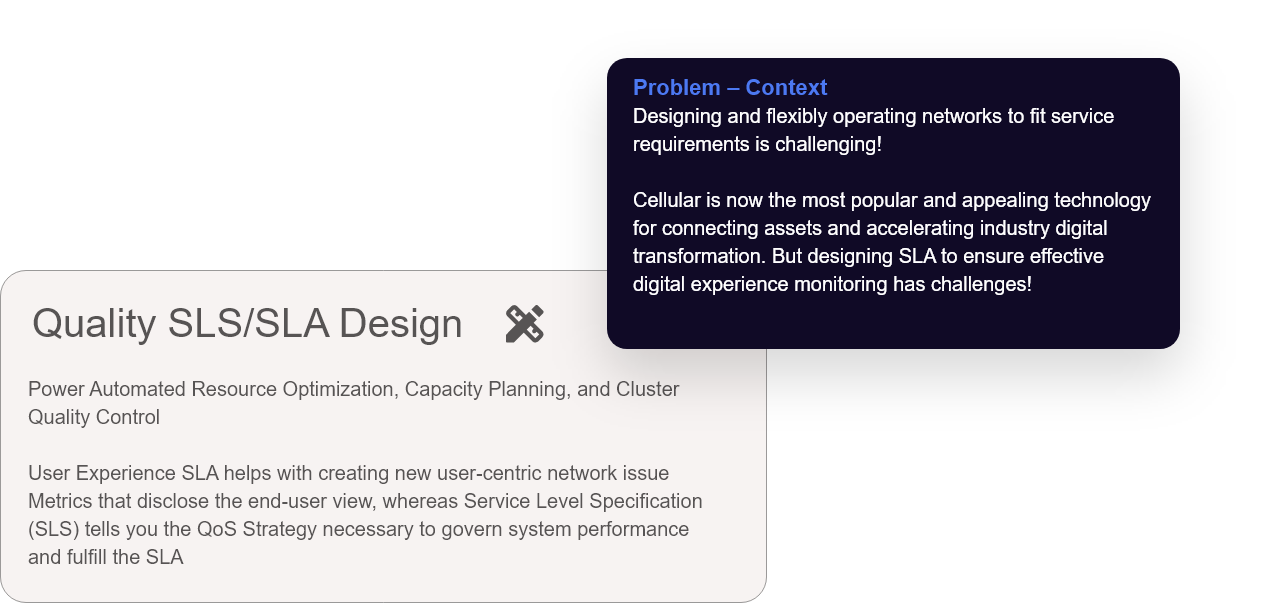 Problem – Context
Designing and flexibly operating networks to fit service
requirements is challenging!
Cellular is now the most popular and appealing technology
for connecting assets and accelerating industry digital
transformation. But designing SLA to ensure effective
digital experience monitoring has challenges!
Quality SLS/SLA Design
Power Automated Resource Optimization, Capacity Planning, and Cluster
Quality Control
User Experience SLA helps with creating new user-centric network issue
Metrics that disclose the end-user view, whereas Service Level Specification
(SLS) tells you the QoS Strategy necessary to govern system performance
and fulfill the SLA